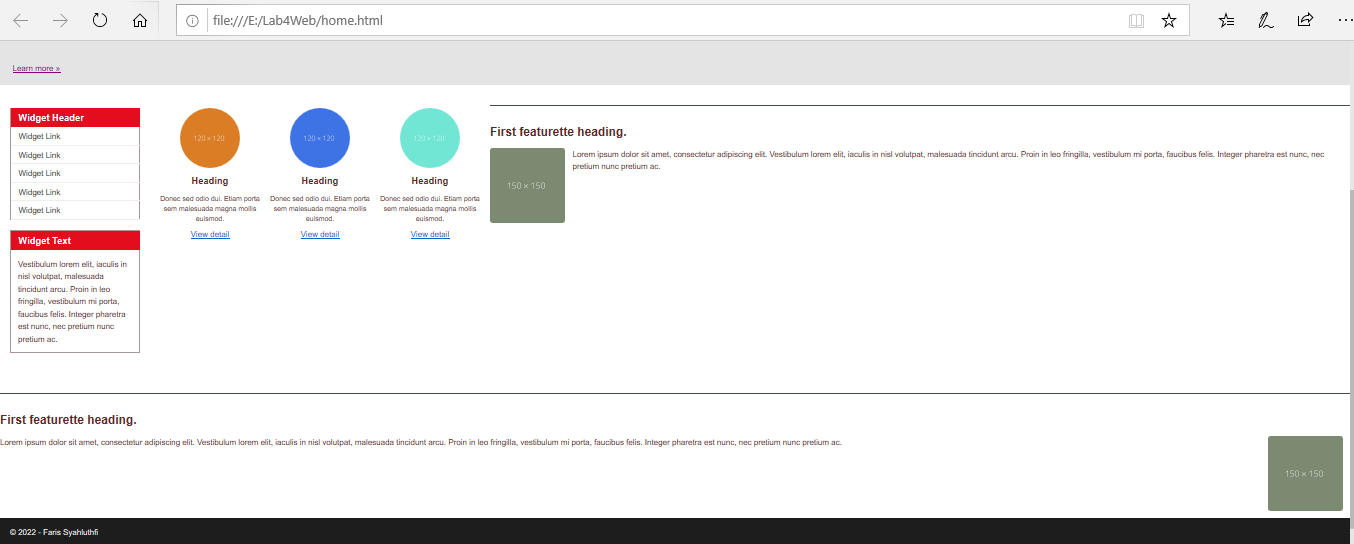 file:///E:/Lab4Web/home.html
Learn more »
Widget Header
Widget Link
Widget Link
Widget Link
Widget Link
Widget Link
Widget Text
Vestibulum lorem elit, iaculis in
nisl volutpat, malesuada
tincidunt arcu. Proin in leo
fringilla, vestibulum mi porta,
faucibus felis. Integer pharetra
est nunc, nec pretium nunc
pretium ac.
120 × 120
Heading
Donec sed odio dui. Etiam porta
sem malesuada magna mollis
euismod.
View detail
120 × 120
Heading
Donec sed odio dui. Etiam porta
sem malesuada magna mollis
euismod.
View detail
120 × 120
Heading
Donec sed odio dui. Etiam porta
sem malesuada magna mollis
euismod.
View detail
First featurette heading.
150 × 150
Lorem ipsum dolor sit amet, consectetur adipiscing elit. Vestibulum lorem elit, iaculis in nisl volutpat, malesuada tincidunt arcu. Proin in leo fringilla, vestibulum mi porta, faucibus felis. Integer pharetra est nunc, nec
pretium nunc pretium ac.
First featurette heading.
Lorem ipsum dolor sit amet, consectetur adipiscing elit. Vestibulum lorem elit, iaculis in nisl volutpat, malesuada tincidunt arcu. Proin in leo fringilla, vestibulum mi porta, faucibus felis. Integer pharetra est nunc, nec pretium nunc pretium ac.
150 × 150
© 2022 - Faris Syahluthfi